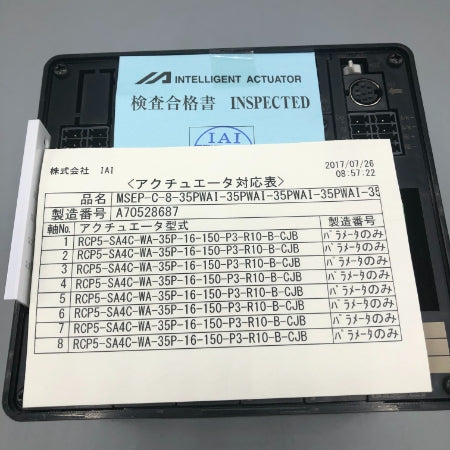 INTELLIGENT ACTUATOR
検査合格書 INSPECTED
IAI
株式会社 IAI
2017/07/26
08:57:22
<アクチュエータ対応表>
品名 MSEP-C-8-35PWAI-35PWAI-35PWAI-35PWAI-35
製造番号 A70528687
軸No. アクチュエータ型式 製造番号
1 RCP5-SA4C-WA-35P-16-150-P3-R10-B-CJB パラメータのみ
2 RCP5-SA4C-WA-35P-16-150-P3-R10-B-CJB パラメータのみ
3 RCP5-SA4C-WA-35P-16-150-P3-R10-B-CJB パラメータのみ
4 RCP5-SA4C-WA-35P-16-150-P3-R10-B-CJB パラメータのみ
5 RCP5-SA4C-WA-35P-16-150-P3-R10-B-CJB パラメータのみ
6 RCP5-SA4C-WA-35P-16-150-P3-R10-B-CJB パラメータのみ
7 RCP5-SA4C-WA-35P-16-150-P3-R10-B-CJB パラメータのみ
8 RCP5-SA4C-WA-35P-16-150-P3-R10-B-CJB パラメータのみ